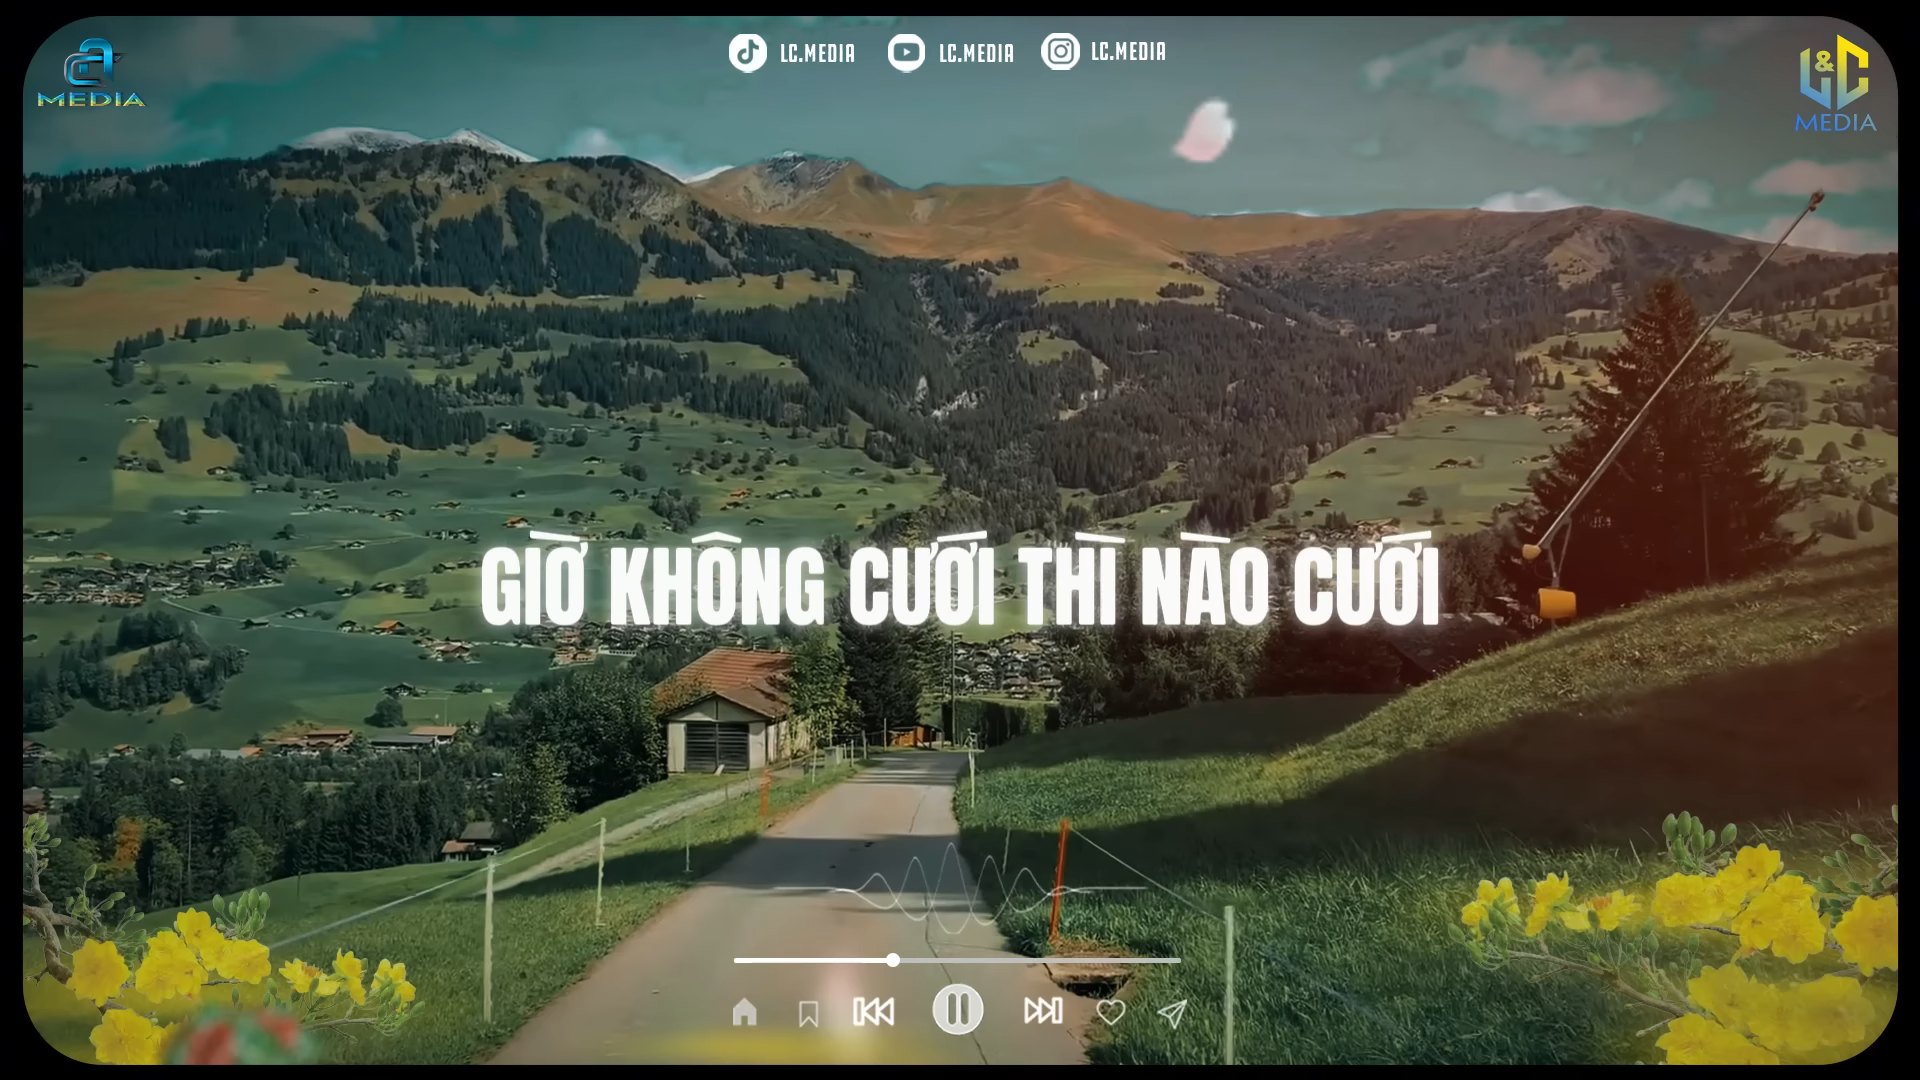 MEDIA
LC.MEDIA
LC.MEDIA
LC.MEDIA
L&C
MEDIA
GIỜ KHÔNG CƯỚI THÌ NÀO CƯỚI